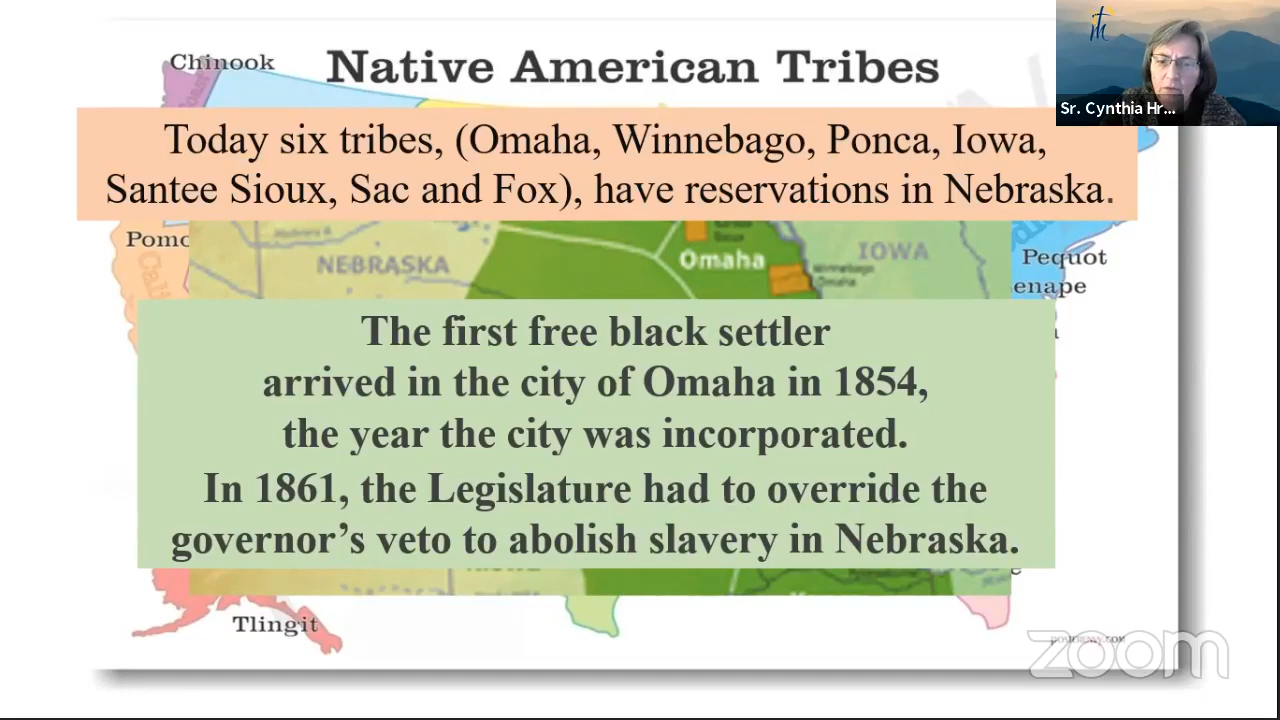 Chinook
Native American Tribes
Sr. Cynthia Hr...
Today six tribes, (Omaha, Winnebago, Ponca, Iowa,
Santee Sioux, Sac and Fox), have reservations in Nebraska.
Pomo
NEBRASKA
Omaha
Winnebago
Omaha
IOWA
Pequot
enape
The first free black settler
arrived in the city of Omaha in 1854,
the year the city was incorporated.
In 1861, the Legislature had to override the
governor's veto to abolish slavery in Nebraska.
Tlingit
zoom